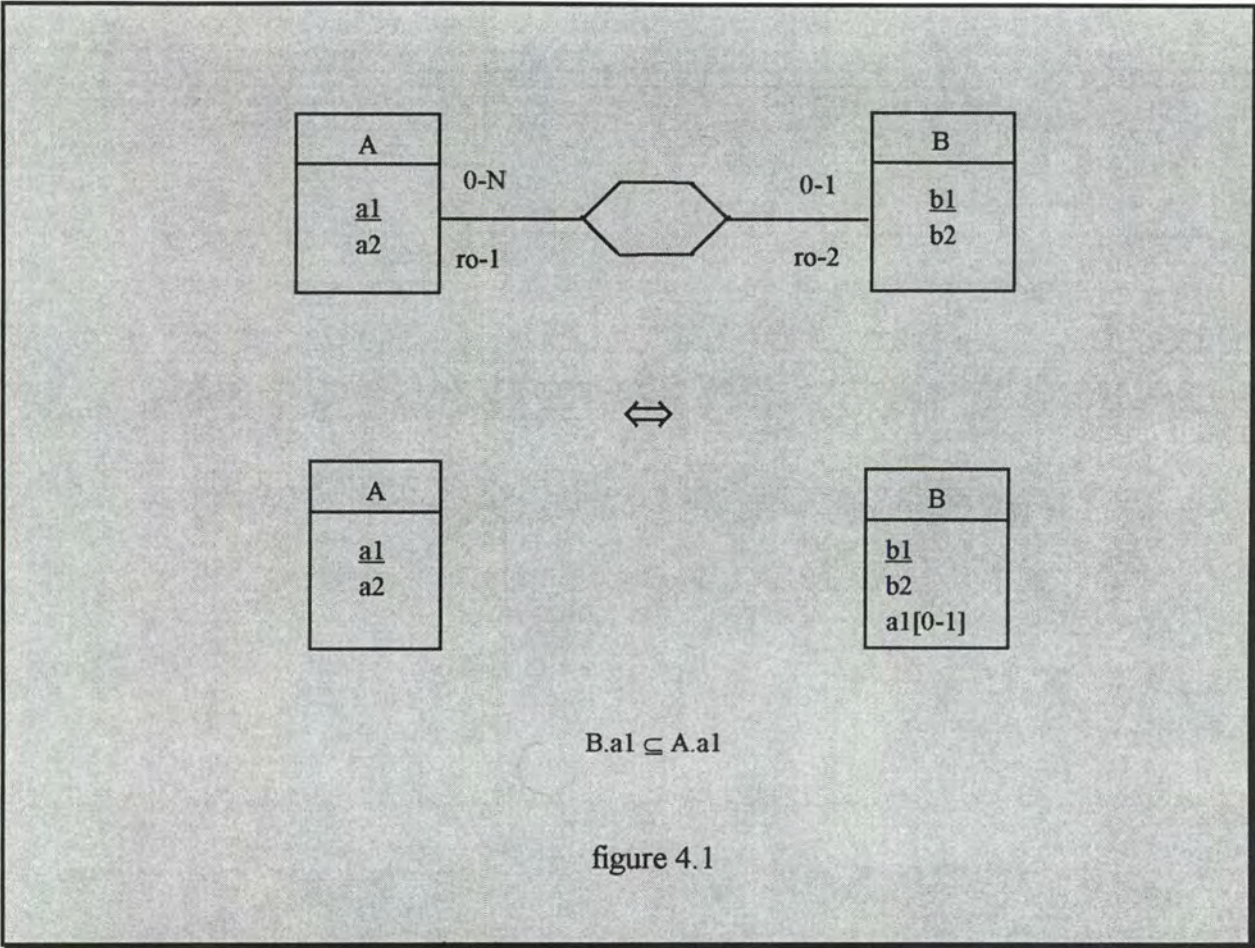 A
B
0-N
0-1
a1
a2
b1
b2
ro-1
ro-2
⇔
A
B
a1
a2
b1
b2
a1[0-1]
B.a1 ⊆ A.a1
figure 4.1